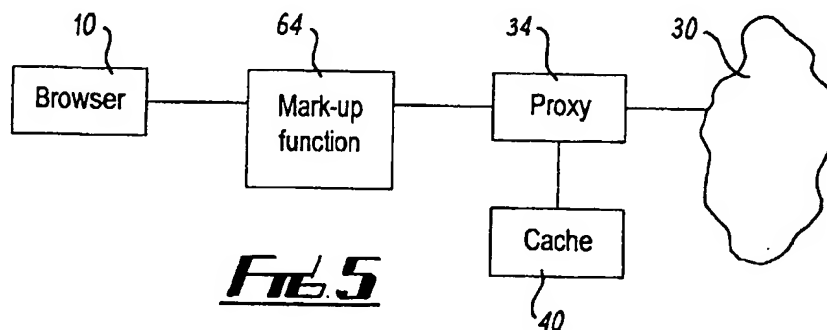 10
64
34
30
Browser
Mark-up
function
Proxy
Cache
40
FIG. 5